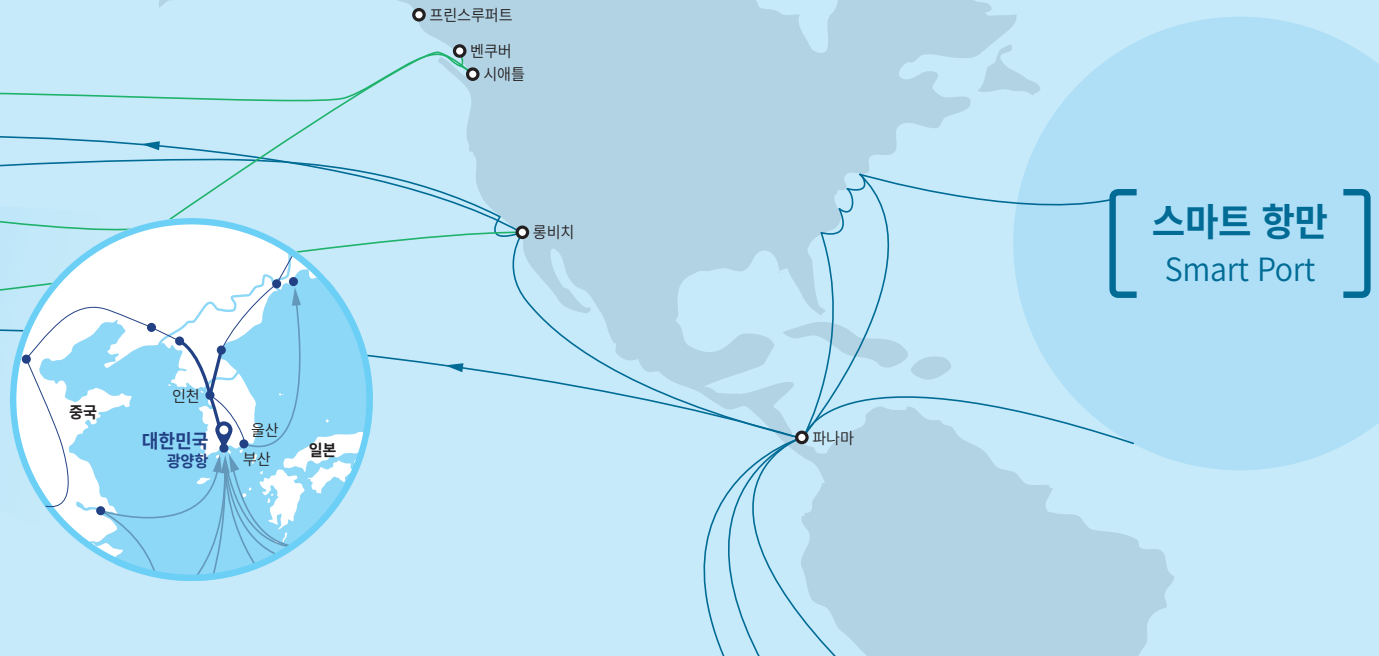 프린스루퍼트
벤쿠버
시애틀
스마트 항만
Smart Port
롱비치
인천
중국
울산
대한민국
광양항
부산
일본
파나마